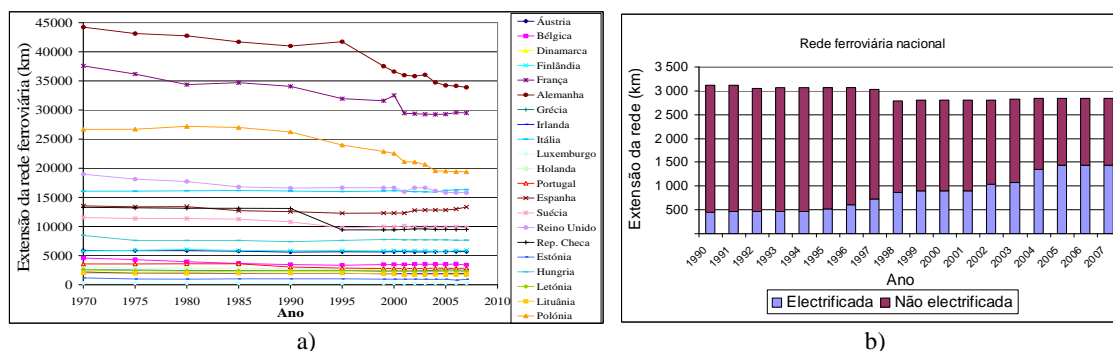 Extensão da rede ferroviária (km)
45000
40000
35000
30000
25000
20000
15000
10000
5000
0
1970 1975 1980 1985 1990 1995 2000 2005 2010
Ano
Áustria
Bélgica
Dinamarca
Finlândia
França
Alemanha
Grécia
Irlanda
Itália
Luxemburgo
Holanda
Portugal
Espanha
Suécia
Reino Unido
Rep. Checa
Estónia
Hungria
Letónia
Lituânia
Polónia
a)
Rede ferroviária nacional
Extensão da rede (km)
3 500
3 000
2 500
2 000
1 500
1 000
500
1990 1991 1992 1993 1994 1995 1996 1997 1998 1999 2000 2001 2002 2003 2004 2005 2006 2007
Ano
Electrificada Não electrificada
b)